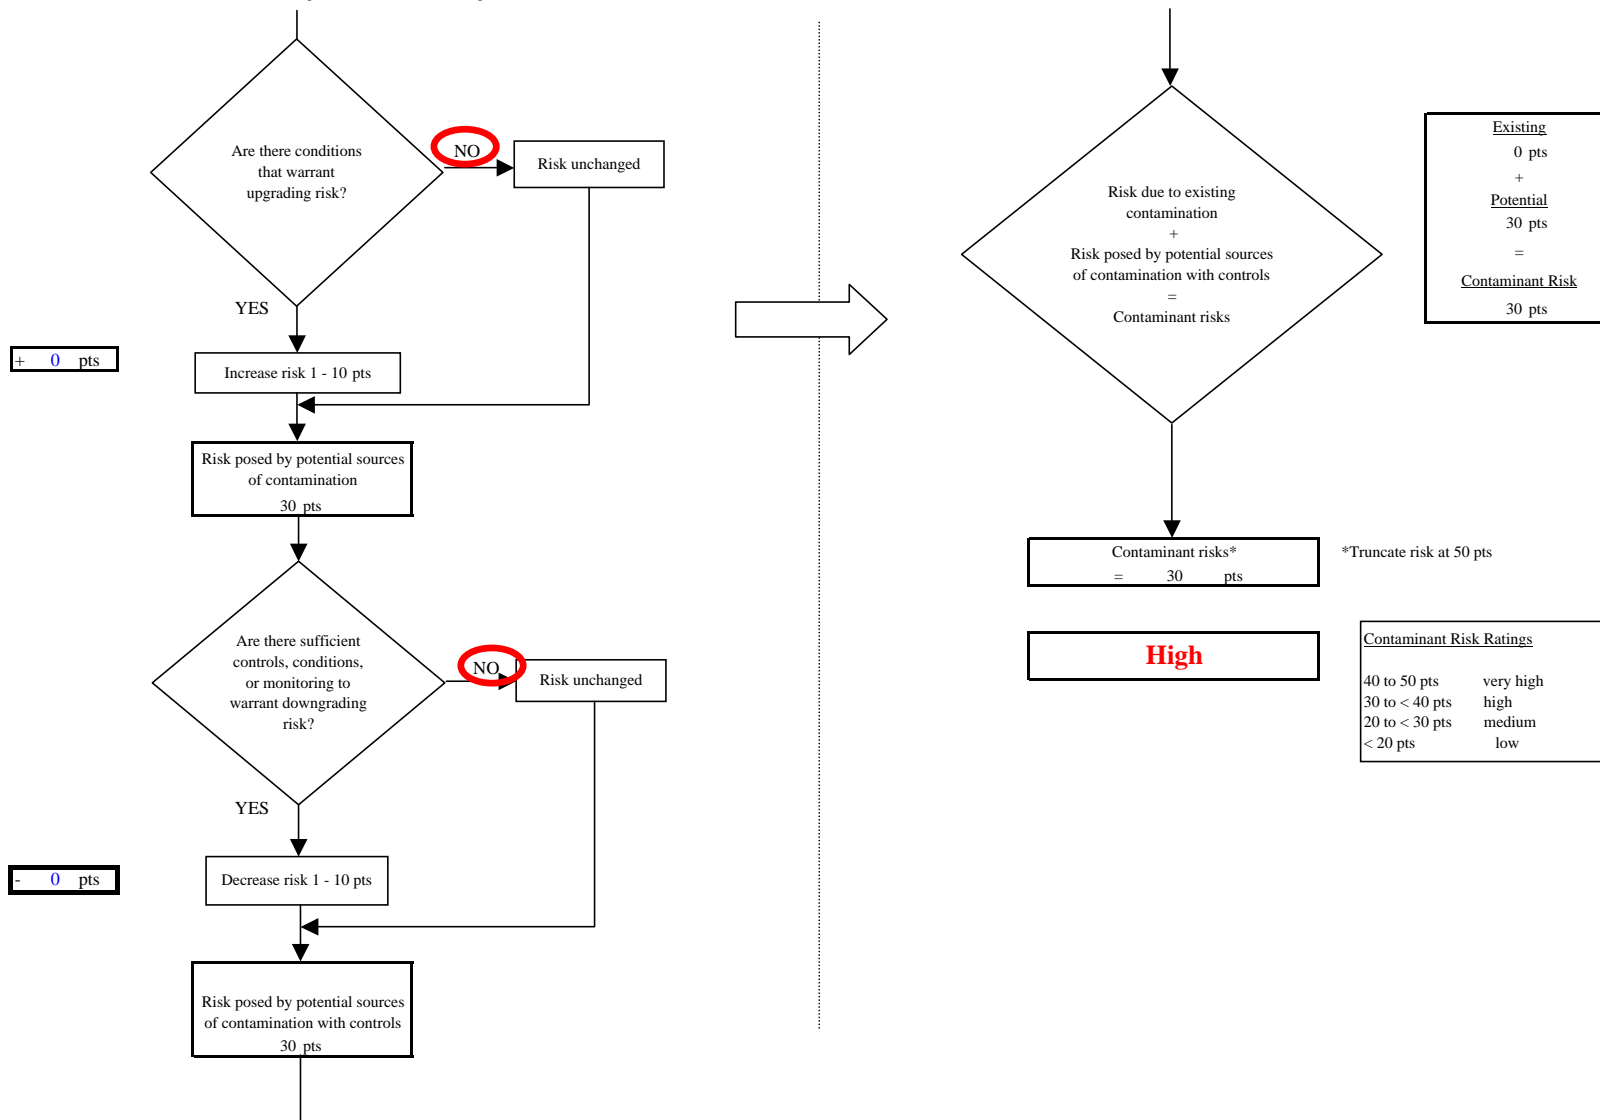 Are there conditions
that warrant
upgrading risk?
NO
Risk unchanged
YES
+ 0 pts
Increase risk 1 - 10 pts
Risk posed by potential sources
of contamination
30 pts
Are there sufficient
controls, conditions,
or monitoring to
warrant downgrading
risk?
NO
Risk unchanged
YES
- 0 pts
Decrease risk 1 - 10 pts
Risk posed by potential sources
of contamination with controls
30 pts
Risk due to existing
contamination
+
Risk posed by potential sources
of contamination with controls
=
Contaminant risks
Existing
0 pts
+
Potential
30 pts
=
Contaminant Risk
30 pts
Contaminant risks*
= 30 pts
*Truncate risk at 50 pts
High
Contaminant Risk Ratings
40 to 50 pts very high
30 to < 40 pts high
20 to < 30 pts medium
< 20 pts low